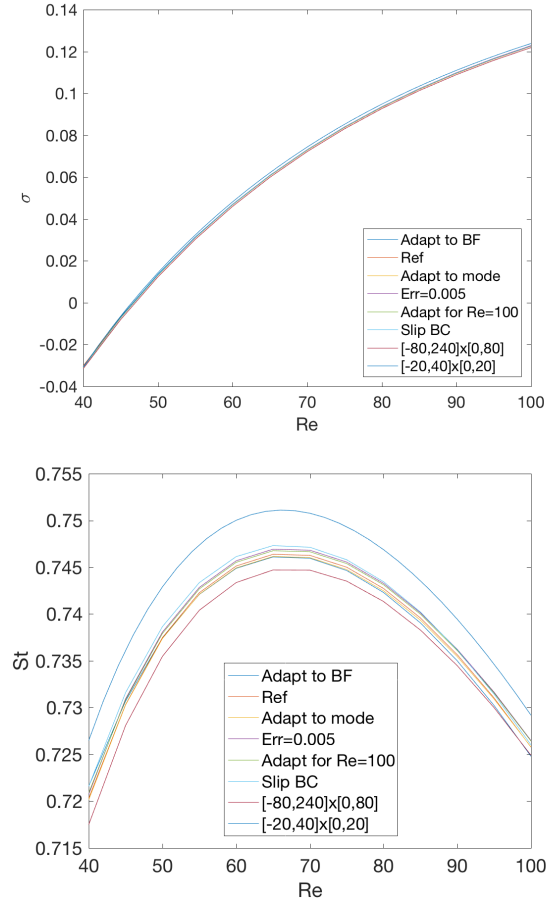 0.14
0.12
0.1
0.08
0.06
0.04
0.02
0
-0.02
-0.04
σ
40 50 60 70 80 90 100
Re
Adapt to BF
Ref
Adapt to mode
Err=0.005
Adapt for Re=100
Slip BC
[-80,240]x[0,80]
[-20,40]x[0,20]
0.755
0.75
0.745
0.74
0.735
0.73
0.725
0.72
0.715
St
40 50 60 70 80 90 100
Re
Adapt to BF
Ref
Adapt to mode
Err=0.005
Adapt for Re=100
Slip BC
[-80,240]x[0,80]
[-20,40]x[0,20]